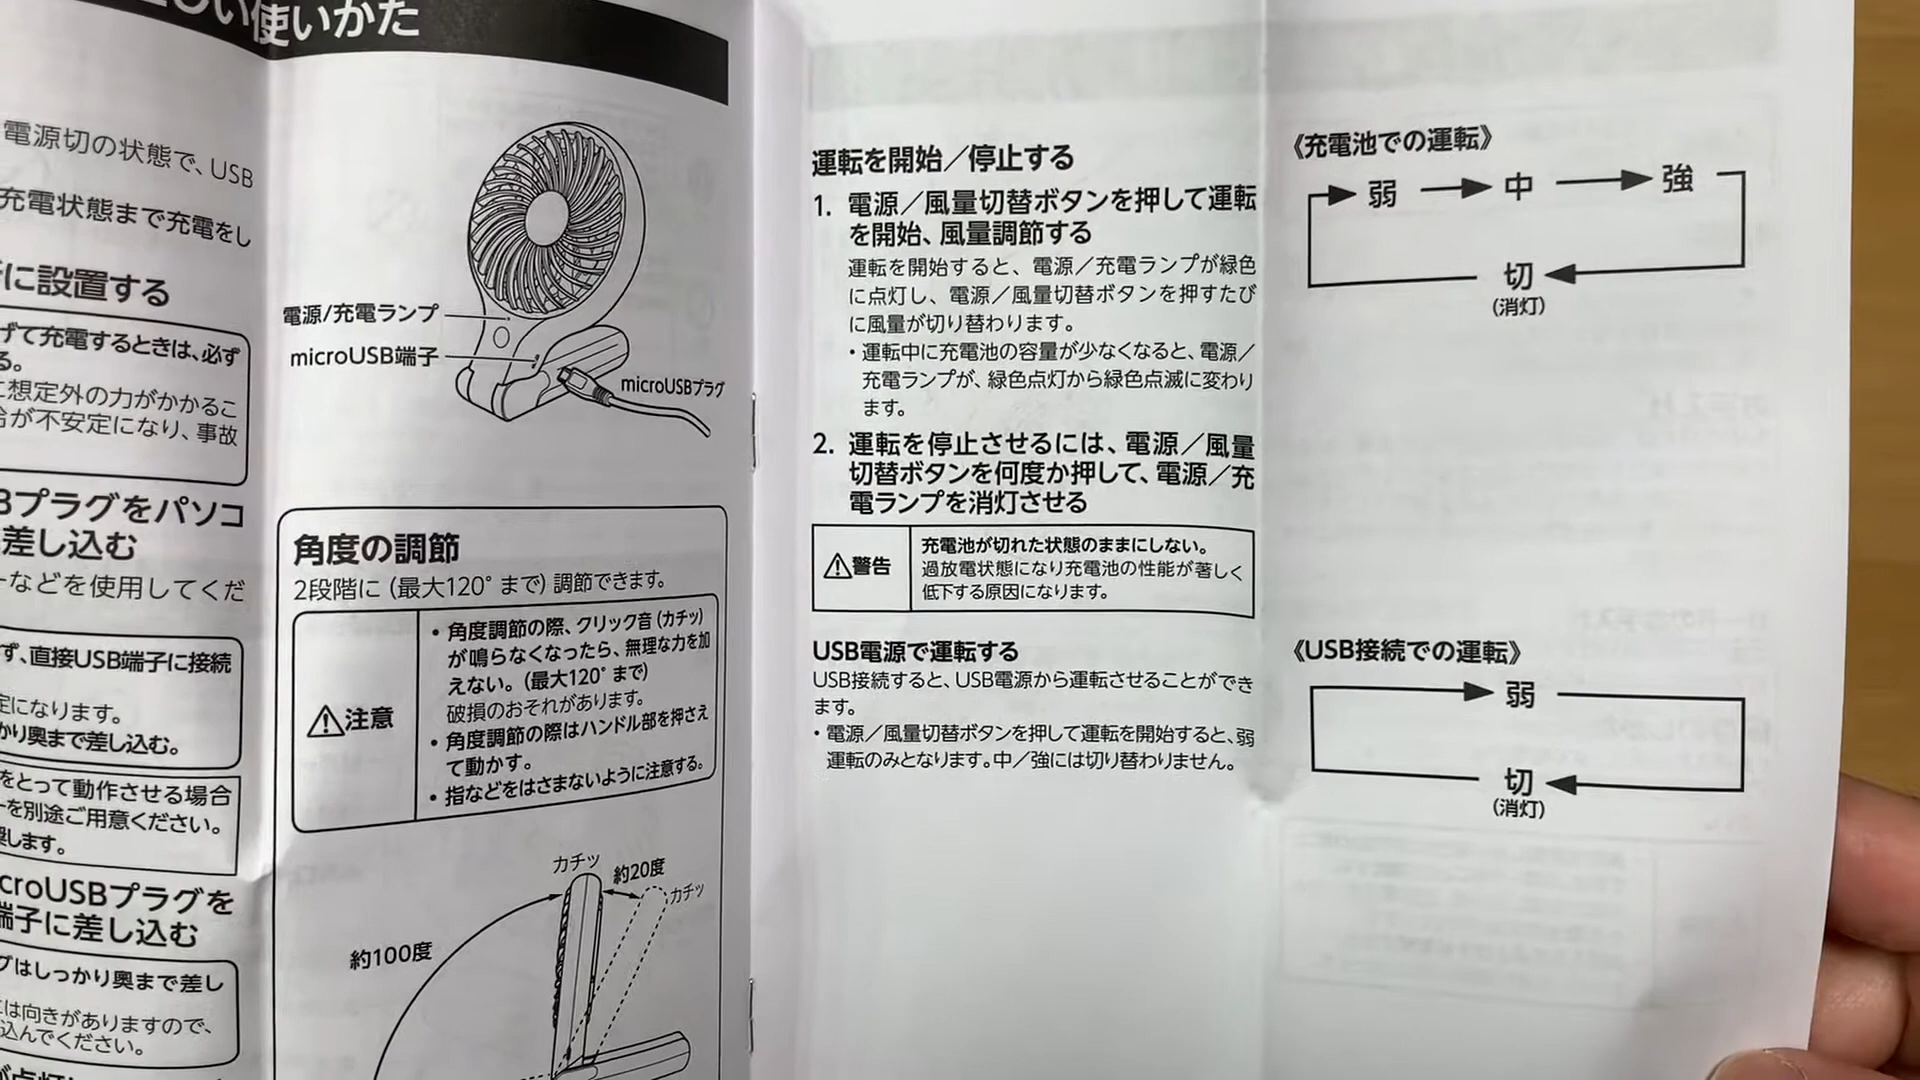 しい使いかた
電源切の状態で、USB
充電状態まで充電をし
に設置する
げて充電するときは、必ず
る。
に想定外の力がかかるこ
給が不安定になり、事故
Bプラグをパソコ
差し込む
ーなどを使用してくだ
ず、直接USB端子に接続
定になります。
かり奥まで差し込む。
をとって動作させる場合
ーを別途ご用意ください。
します。
croUSBプラグを
端子に差し込む
グはしっかり奥まで差し
には向きがありますので、
込んでください。
電源/充電ランプ
microUSB端子
microUSBプラグ
角度の調節
2段階に（最大120°まで）調節できます。
⚠注意
• 角度調節の際、クリック音（カチッ）
が鳴らなくなったら、無理な力を加
えない。（最大120°まで）
破損のおそれがあります。
• 角度調節の際はハンドル部を押さえ
て動かす。
• 指などをはさまないように注意する。
カチッ
約20度
カチッ
約100度
運転を開始／停止する
1. 電源／風量切替ボタンを押して運転
を開始、風量調節する
運転を開始すると、電源／充電ランプが緑色
に点灯し、電源／風量切替ボタンを押すたび
に風量が切り替わります。
・運転中に充電池の容量が少なくなると、電源／
充電ランプが、緑色点灯から緑色点滅に変わり
ます。
2. 運転を停止させるには、電源／風量
切替ボタンを何度か押して、電源／充
電ランプを消灯させる
⚠警告
充電池が切れた状態のままにしない。
過放電状態になり充電池の性能が著しく
低下する原因になります。
USB電源で運転する
USB接続すると、USB電源から運転させることができ
ます。
・電源／風量切替ボタンを押して運転を開始すると、弱
運転のみとなります。中／強には切り替わりません。
《充電池での運転》
弱 中 強
切
（消灯）
《USB接続での運転》
弱
切
（消灯）